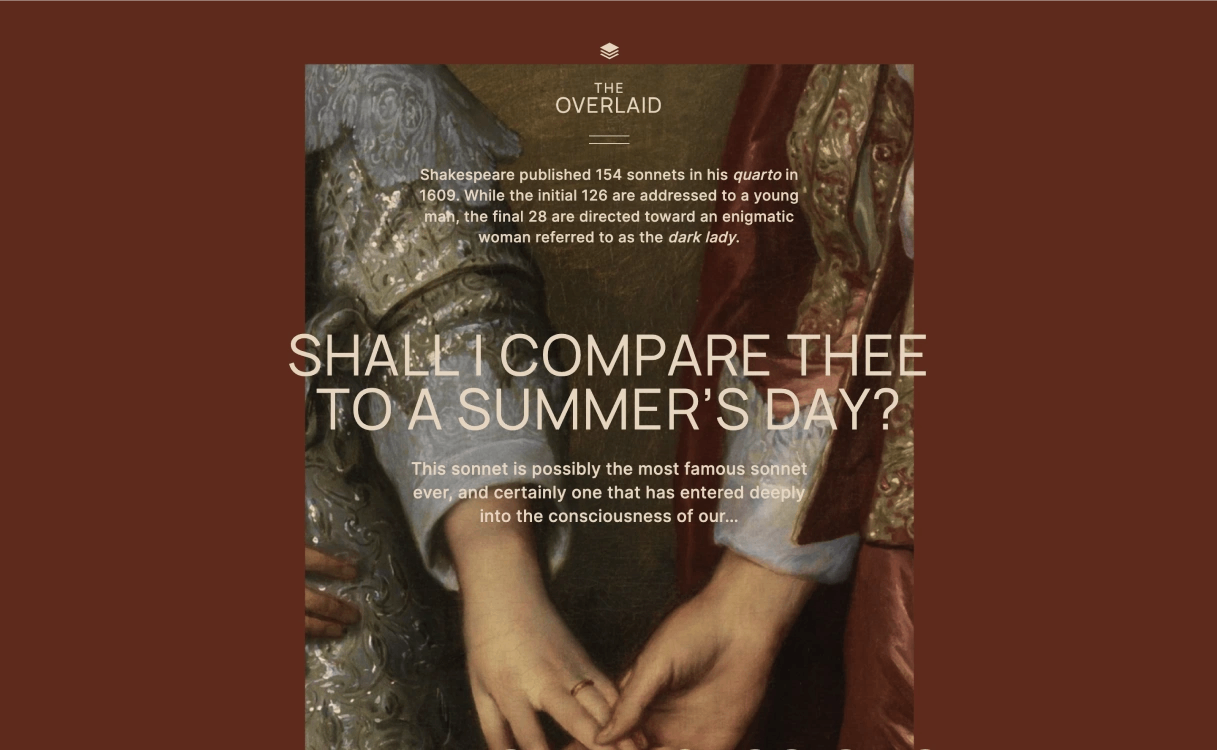 THE
OVERLAID
Shakespeare published 154 sonnets in his quarto in
1609. While the initial 126 are addressed to a young
man, the final 28 are directed toward an enigmatic
woman referred to as the dark lady.
SHALL I COMPARE THEE
TO A SUMMER’S DAY?
This sonnet is possibly the most famous sonnet
ever, and certainly one that has entered deeply
into the consciousness of our...